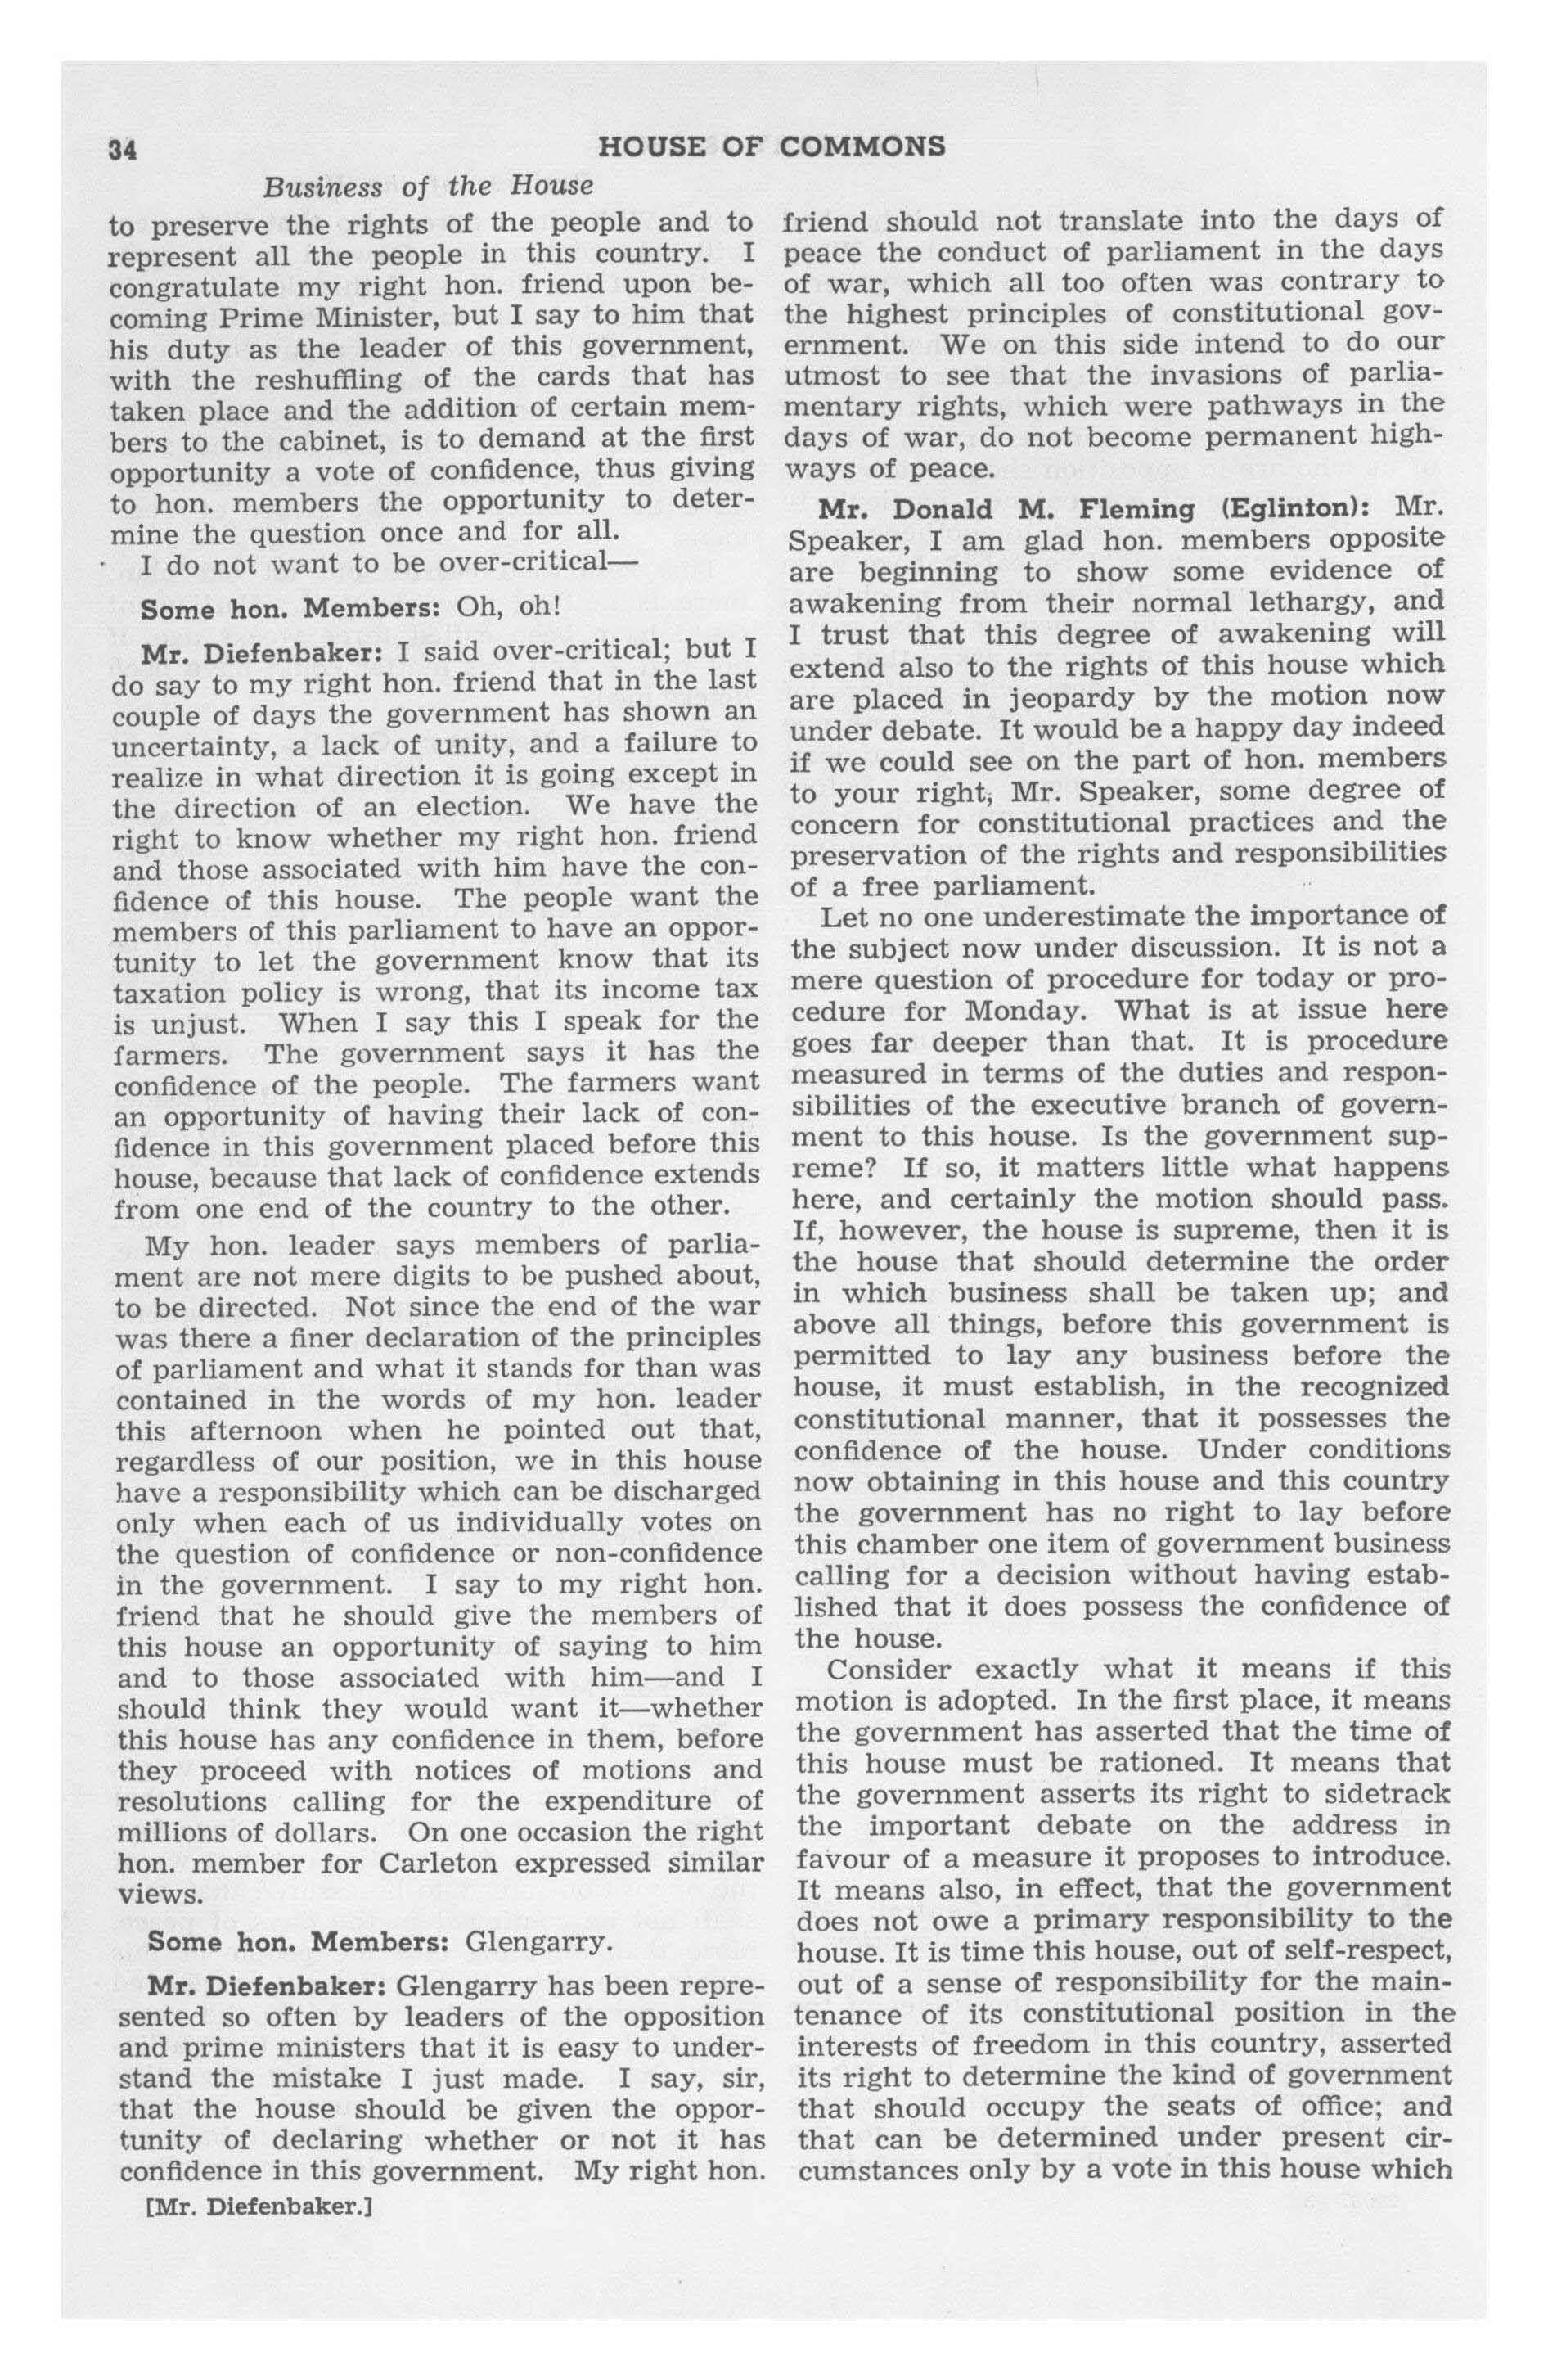 34
HOUSE OF COMMONS
Business of the House
to preserve the rights of the people and to
represent all the people in this country. I
congratulate my right hon. friend upon be-
coming Prime Minister, but I say to him that
his duty as the leader of this government,
with the reshuffling of the cards that has
taken place and the addition of certain mem-
bers to the cabinet, is to demand at the first
opportunity a vote of confidence, thus giving
to hon. members the opportunity to deter-
mine the question once and for all.
I do not want to be over-critical—
Some hon. Members: Oh, oh!
Mr. Diefenbaker: I said over-critical; but I
do say to my right hon. friend that in the last
couple of days the government has shown an
uncertainty, a lack of unity, and a failure to
realize in what direction it is going except in
the direction of an election. We have the
right to know whether my right hon. friend
and those associated with him have the con-
fidence of this house. The people want the
members of this parliament to have an oppor-
tunity to let the government know that its
taxation policy is wrong, that its income tax
is unjust. When I say this I speak for the
farmers. The government says it has the
confidence of the people. The farmers want
an opportunity of having their lack of con-
fidence in this government placed before this
house, because that lack of confidence extends
from one end of the country to the other.
My hon. leader says members of parlia-
ment are not mere digits to be pushed about,
to be directed. Not since the end of the war
was there a finer declaration of the principles
of parliament and what it stands for than was
contained in the words of my hon. leader
this afternoon when he pointed out that,
regardless of our position, we in this house
have a responsibility which can be discharged
only when each of us individually votes on
the question of confidence or non-confidence
in the government. I say to my right hon.
friend that he should give the members of
this house an opportunity of saying to him
and to those associated with him—and I
should think they would want it—whether
this house has any confidence in them, before
they proceed with notices of motions and
resolutions calling for the expenditure of
millions of dollars. On one occasion the right
hon. member for Carleton expressed similar
views.
Some hon. Members: Glengarry.
Mr. Diefenbaker: Glengarry has been repre-
sented so often by leaders of the opposition
and prime ministers that it is easy to under-
stand the mistake I just made. I say, sir,
that the house should be given the oppor-
tunity of declaring whether or not it has
confidence in this government. My right hon.
[Mr. Diefenbaker.]
friend should not translate into the days of
peace the conduct of parliament in the days
of war, which all too often was contrary to
the highest principles of constitutional gov-
ernment. We on this side intend to do our
utmost to see that the invasions of parlia-
mentary rights, which were pathways in the
days of war, do not become permanent high-
ways of peace.
Mr. Donald M. Fleming (Eglinton): Mr.
Speaker, I am glad hon. members opposite
are beginning to show some evidence of
awakening from their normal lethargy, and
I trust that this degree of awakening will
extend also to the rights of this house which
are placed in jeopardy by the motion now
under debate. It would be a happy day indeed
if we could see on the part of hon. members
to your right, Mr. Speaker, some degree of
concern for constitutional practices and the
preservation of the rights and responsibilities
of a free parliament.
Let no one underestimate the importance of
the subject now under discussion. It is not a
mere question of procedure for today or pro-
cedure for Monday. What is at issue here
goes far deeper than that. It is procedure
measured in terms of the duties and respon-
sibilities of the executive branch of govern-
ment to this house. Is the government sup-
reme? If so, it matters little what happens
here, and certainly the motion should pass.
If, however, the house is supreme, then it is
the house that should determine the order
in which business shall be taken up; and
above all things, before this government is
permitted to lay any business before the
house, it must establish, in the recognized
constitutional manner, that it possesses the
confidence of the house. Under conditions
now obtaining in this house and this country
the government has no right to lay before
this chamber one item of government business
calling for a decision without having estab-
lished that it does possess the confidence of
the house.
Consider exactly what it means if this
motion is adopted. In the first place, it means
the government has asserted that the time of
this house must be rationed. It means that
the government asserts its right to sidetrack
the important debate on the address in
favour of a measure it proposes to introduce.
It means also, in effect, that the government
does not owe a primary responsibility to the
house. It is time this house, out of self-respect,
out of a sense of responsibility for the main-
tenance of its constitutional position in the
interests of freedom in this country, asserted
its right to determine the kind of government
that should occupy the seats of office; and
that can be determined under present cir-
cumstances only by a vote in this house which